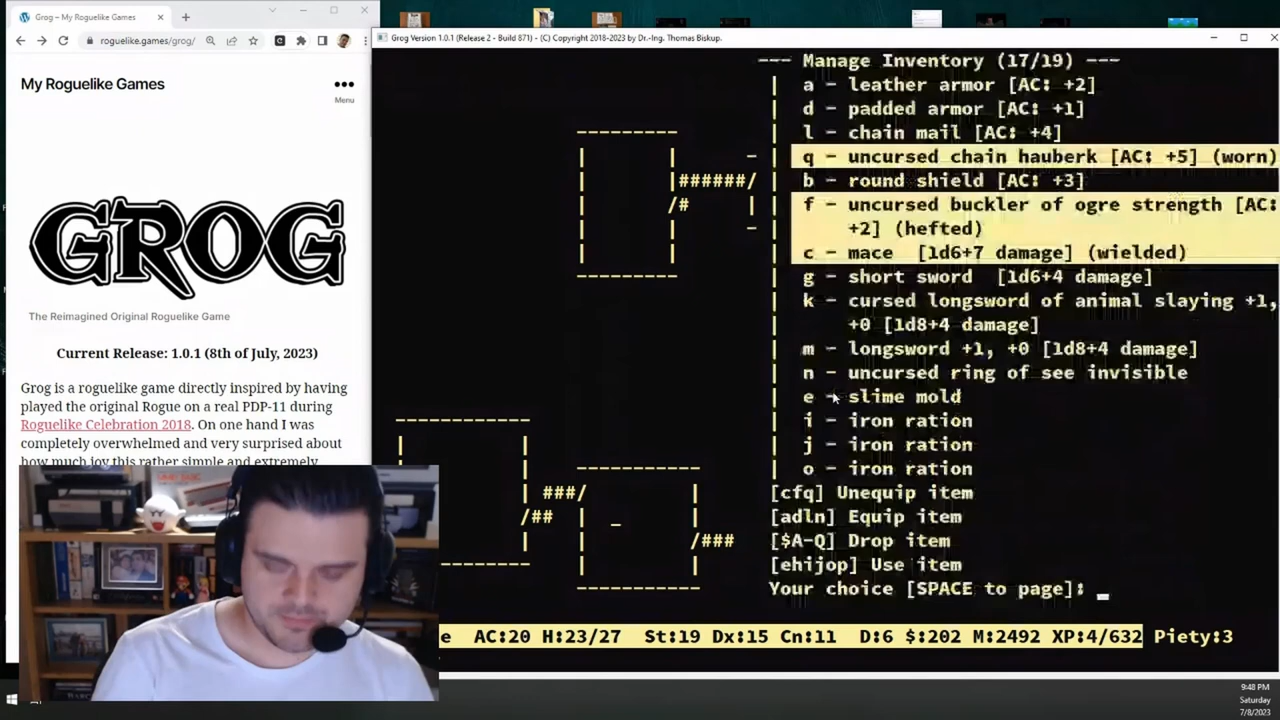 Grog – My Roguelike Games
roguelike.games/grog/
My Roguelike Games
Menu
GROG
The Reimagined Original Roguelike Game
Current Release: 1.0.1 (8th of July, 2023)
Grog is a roguelike game directly inspired by having
played the original Rogue on a real PDP-11 during
Roguelike Celebration 2018. On one hand I was
completely overwhelmed and very surprised about
how much joy this rather simple and extremely
Grog Version 1.0.1 (Release 2 - Build 871) - (C) Copyright 2018-2023 by Dr.-Ing. Thomas Biskup.
--- Manage Inventory (17/19) ---
a - leather armor [AC: +2]
d - padded armor [AC: +1]
l - chain mail [AC: +4]
q - uncursed chain hauberk [AC: +5] (worn)
b - round shield [AC: +3]
f - uncursed buckler of ogre strength [AC:
+2] (hefted)
c - mace [1d6+7 damage] (wielded)
g - short sword [1d6+4 damage]
k - cursed longsword of animal slaying +1,
+0 [1d8+4 damage]
m - longsword +1, +0 [1d8+4 damage]
n - uncursed ring of see invisible
e - slime mold
i - iron ration
j - iron ration
o - iron ration
[cfq] Unequip item
[adln] Equip item
[$A-Q] Drop item
[ehijop] Use item
Your choice [SPACE to page]: _
e AC:20 H:23/27 St:19 Dx:15 Cn:11 D:6 $:202 M:2492 XP:4/632 Piety:3
9:48 PM
Saturday
7/8/2023